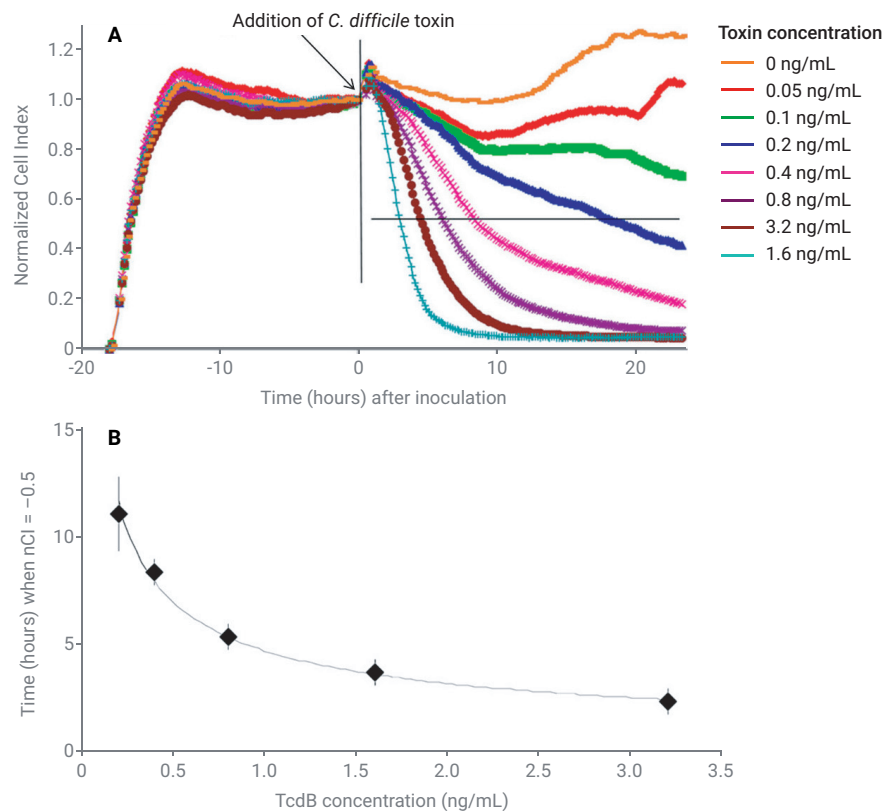 A
Addition of C. difficile toxin
Normalized Cell Index
1.2
1.0
0.8
0.6
0.4
0.2
0
-20
-10
0
10
20
Time (hours) after inoculation
Toxin concentration
0 ng/mL
0.05 ng/mL
0.1 ng/mL
0.2 ng/mL
0.4 ng/mL
0.8 ng/mL
3.2 ng/mL
1.6 ng/mL
B
Time (hours) when nCI = −0.5
15
10
5
0
0
0.5
1.0
1.5
2.0
2.5
3.0
3.5
TcdB concentration (ng/mL)